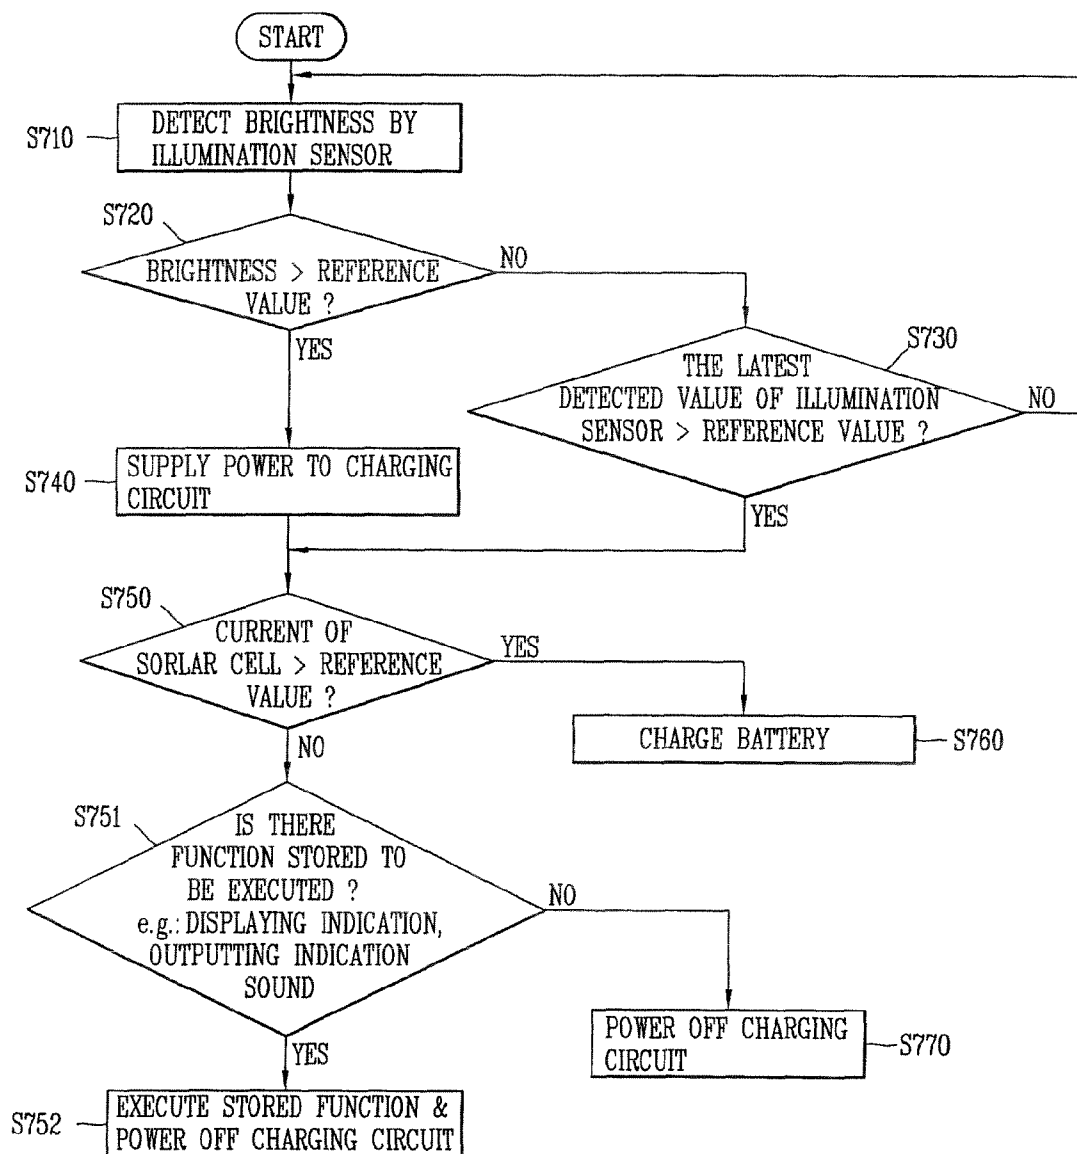 START
S710
DETECT BRIGHTNESS BY
ILLUMINATION SENSOR
S720
BRIGHTNESS > REFERENCE
VALUE ?
NO
YES
S730
THE LATEST
DETECTED VALUE OF ILLUMINATION
SENSOR > REFERENCE VALUE ?
NO
YES
S740
SUPPLY POWER TO CHARGING
CIRCUIT
S750
CURRENT OF
SORLAR CELL > REFERENCE
VALUE ?
YES
NO
CHARGE BATTERY
S760
S751
IS THERE
FUNCTION STORED TO
BE EXECUTED ?
e.g.: DISPLAYING INDICATION,
OUTPUTTING INDICATION
SOUND
NO
YES
POWER OFF CHARGING
CIRCUIT
S770
S752
EXECUTE STORED FUNCTION &
POWER OFF CHARGING CIRCUIT